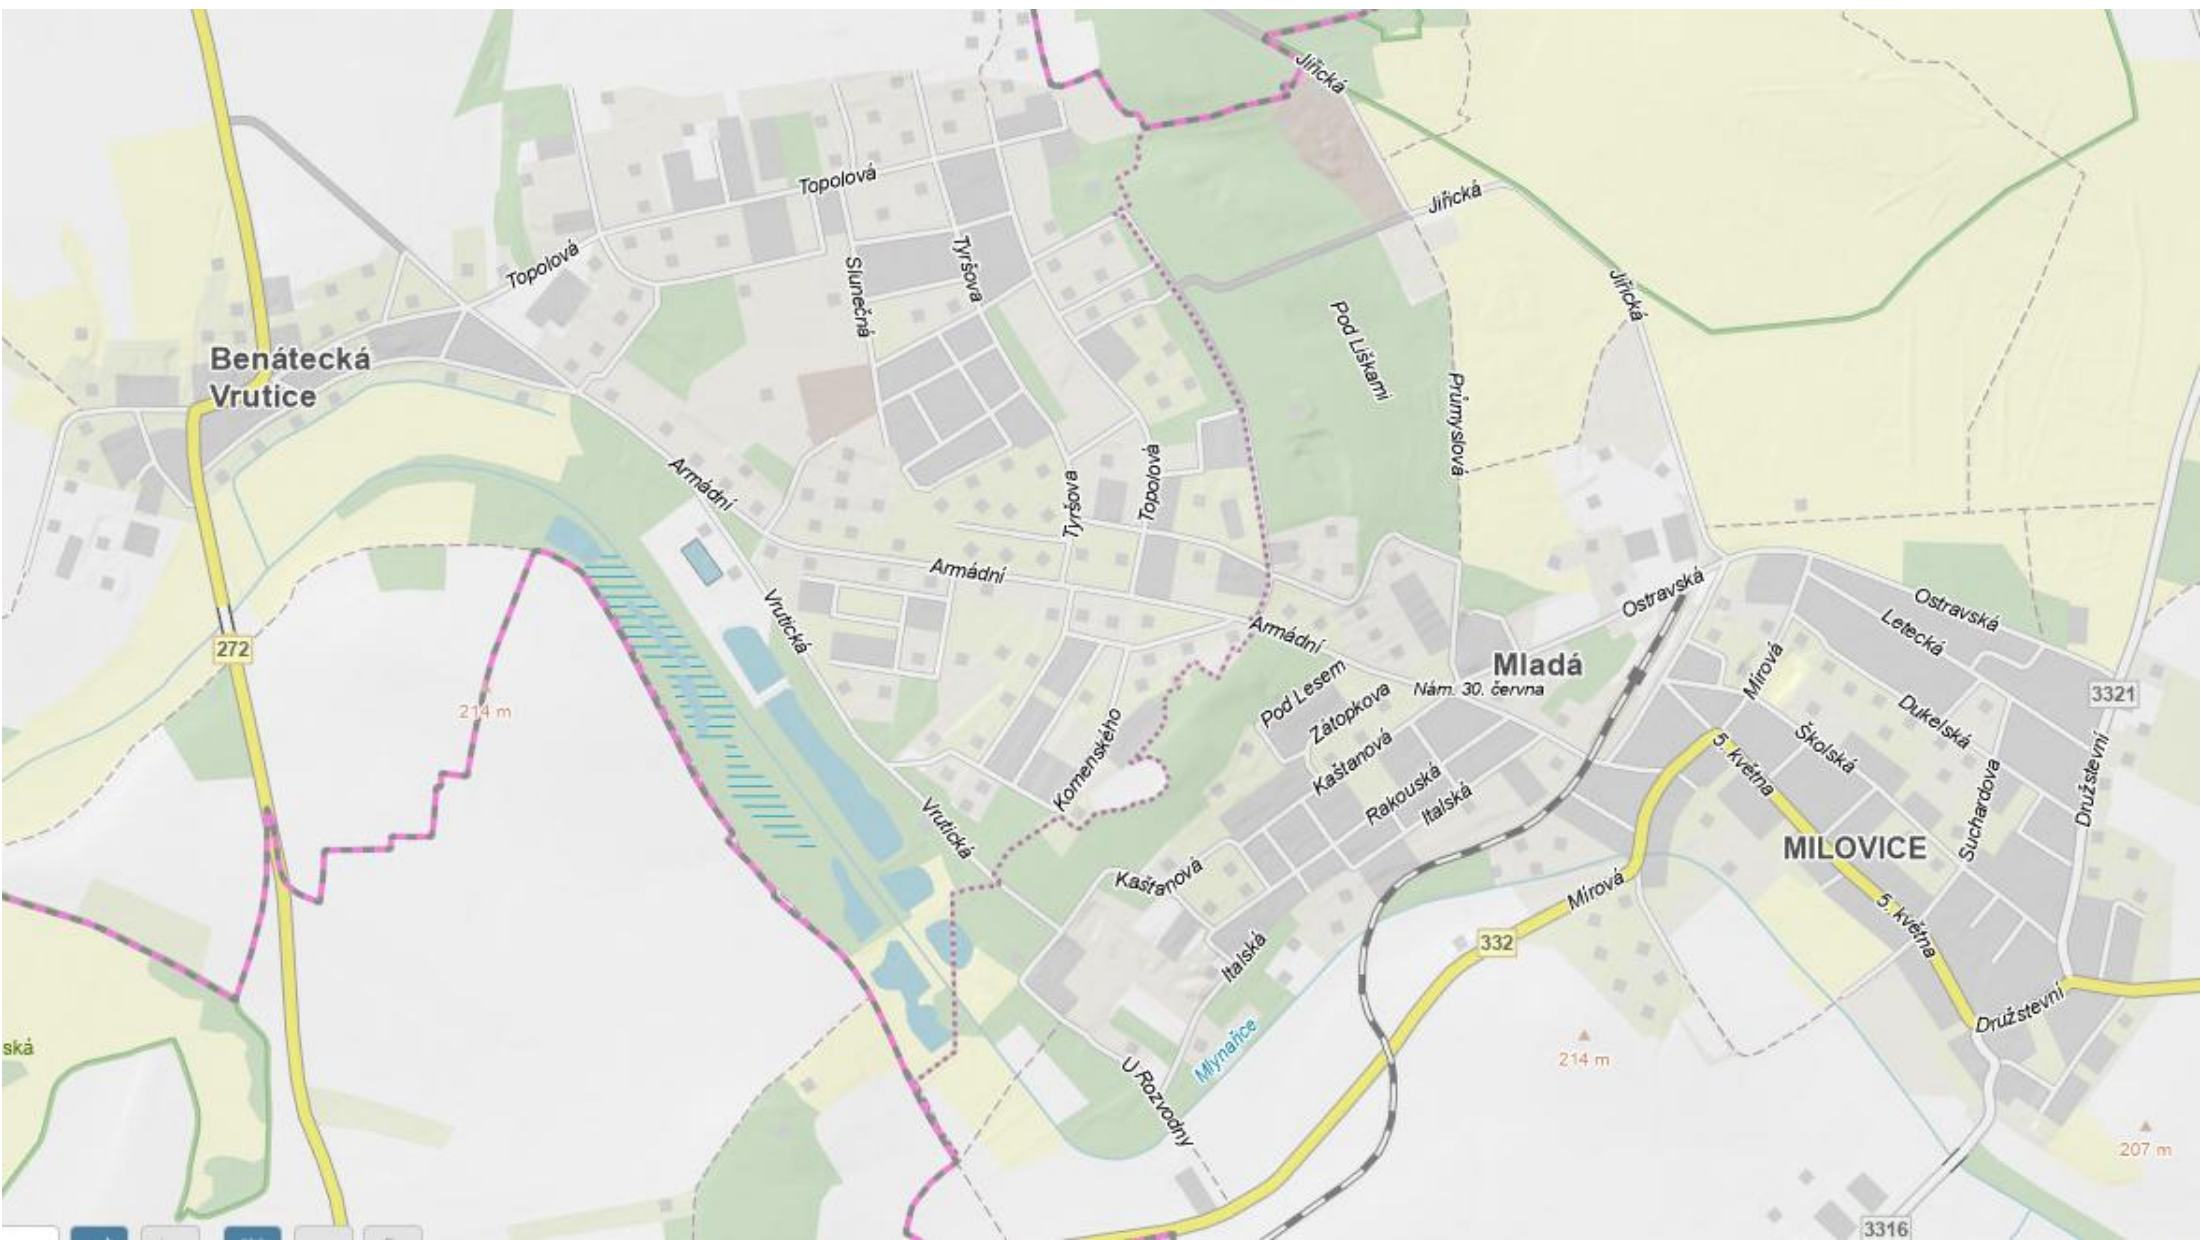 Jiřická
Topolová
Jiřická
Topolová
Tyršova
Slunečná
Jiřická
Pod Liškami
Benátecká
Vrutice
Průmyslová
Armádní
Topolová
Tyršova
Armádní
Ostravská
Ostravská
Vrutická
Letecká
Armádní
272
Mladá
Mírová
Pod Lesem
Nám. 30. června
3321
214 m
Zátopkova
Dukelská
Komenského
Kaštanová
5. května
Školská
Družstevní
Rakouská
Italská
Suchardova
Vrutická
MILOVICE
Kaštanová
Mírová
5. května
332
Italská
Družstevní
ská
Mlynařice
214 m
U Rozvodny
207 m
3316